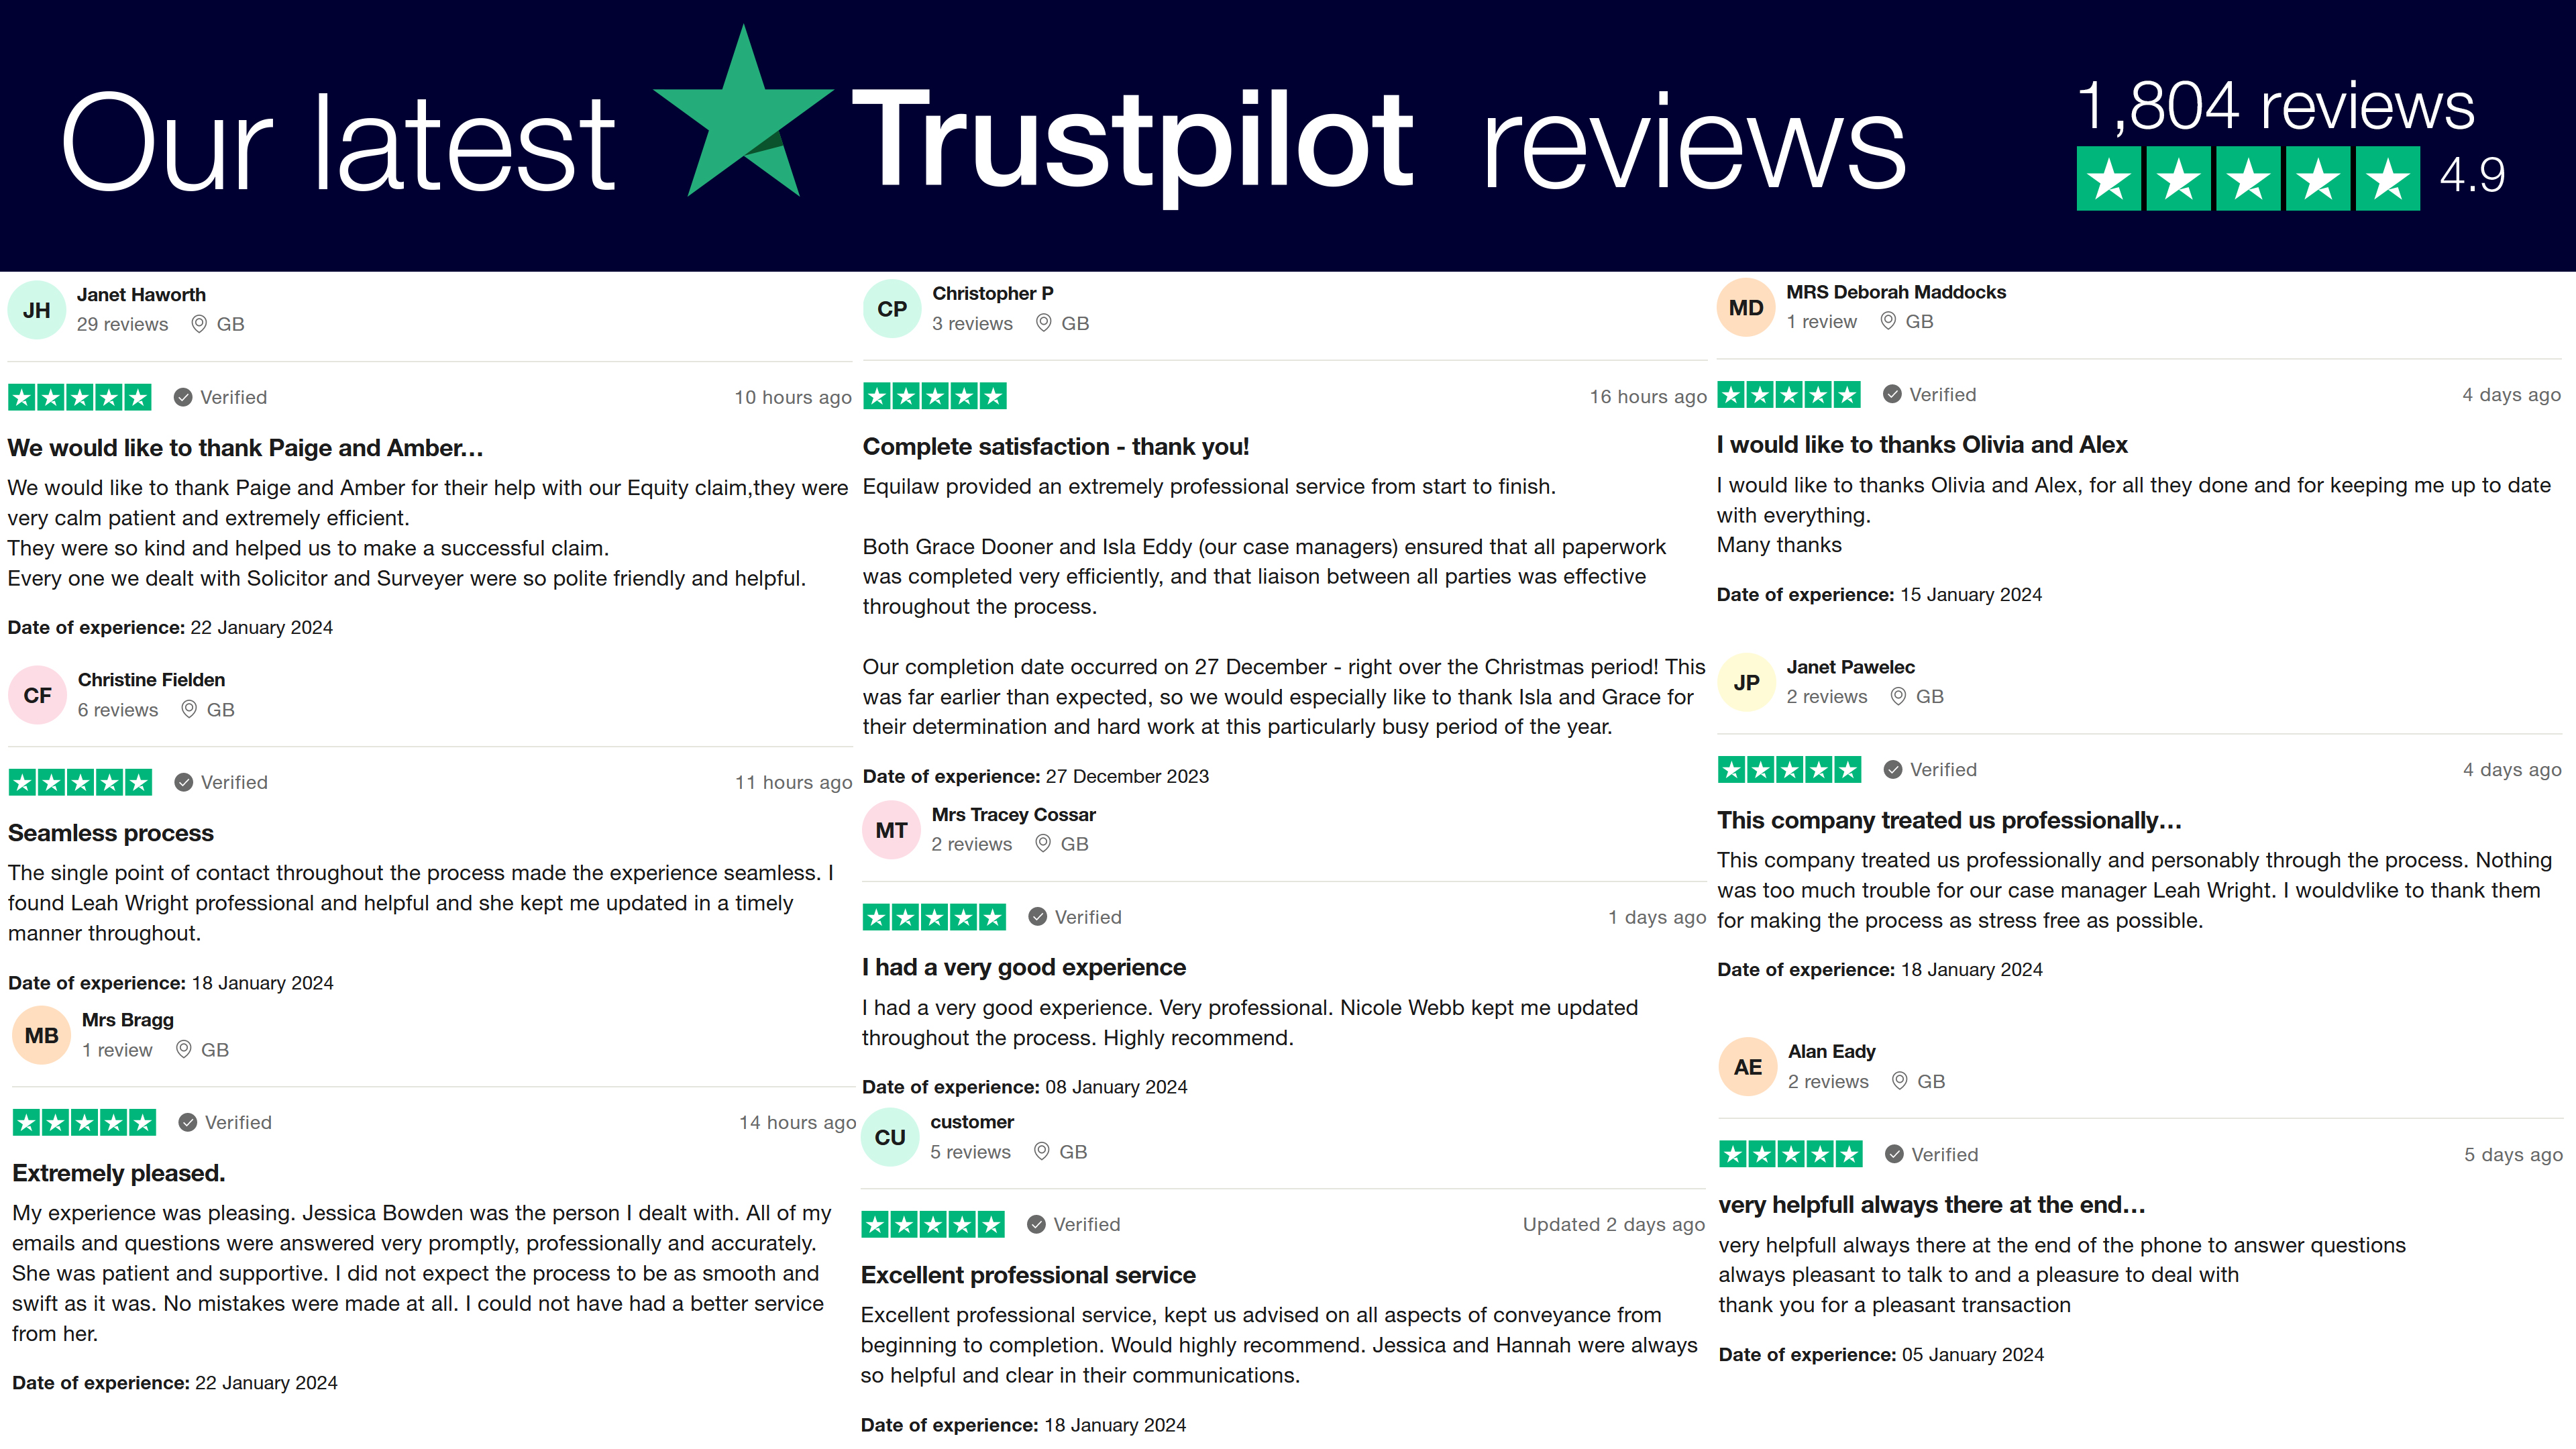 Our latest Trustpilot reviews
1,804 reviews
4.9
JH
Janet Haworth
29 reviews GB
Verified
10 hours ago
We would like to thank Paige and Amber...
We would like to thank Paige and Amber for their help with our Equity claim,they were
very calm patient and extremely efficient.
They were so kind and helped us to make a successful claim.
Every one we dealt with Solicitor and Surveyer were so polite friendly and helpful.
Date of experience: 22 January 2024
CF
Christine Fielden
6 reviews GB
Verified
11 hours ago
Seamless process
The single point of contact throughout the process made the experience seamless. I
found Leah Wright professional and helpful and she kept me updated in a timely
manner throughout.
Date of experience: 18 January 2024
MB
Mrs Bragg
1 review GB
Verified
14 hours ago
Extremely pleased.
My experience was pleasing. Jessica Bowden was the person I dealt with. All of my
emails and questions were answered very promptly, professionally and accurately.
She was patient and supportive. I did not expect the process to be as smooth and
swift as it was. No mistakes were made at all. I could not have had a better service
from her.
Date of experience: 22 January 2024
CP
Christopher P
3 reviews GB
16 hours ago
Complete satisfaction - thank you!
Equilaw provided an extremely professional service from start to finish.
Both Grace Dooner and Isla Eddy (our case managers) ensured that all paperwork
was completed very efficiently, and that liaison between all parties was effective
throughout the process.
Our completion date occurred on 27 December - right over the Christmas period! This
was far earlier than expected, so we would especially like to thank Isla and Grace for
their determination and hard work at this particularly busy period of the year.
Date of experience: 27 December 2023
MT
Mrs Tracey Cossar
2 reviews GB
Verified
1 days ago
I had a very good experience
I had a very good experience. Very professional. Nicole Webb kept me updated
throughout the process. Highly recommend.
Date of experience: 08 January 2024
CU
customer
5 reviews GB
Verified
Updated 2 days ago
Excellent professional service
Excellent professional service, kept us advised on all aspects of conveyance from
beginning to completion. Would highly recommend. Jessica and Hannah were always
so helpful and clear in their communications.
Date of experience: 18 January 2024
MD
MRS Deborah Maddocks
1 review GB
Verified
4 days ago
I would like to thanks Olivia and Alex
I would like to thanks Olivia and Alex, for all they done and for keeping me up to date
with everything.
Many thanks
Date of experience: 15 January 2024
JP
Janet Pawelec
2 reviews GB
Verified
4 days ago
This company treated us professionally...
This company treated us professionally and personably through the process. Nothing
was too much trouble for our case manager Leah Wright. I wouldvlike to thank them
for making the process as stress free as possible.
Date of experience: 18 January 2024
AE
Alan Eady
2 reviews GB
Verified
5 days ago
very helpfull always there at the end...
very helpfull always there at the end of the phone to answer questions
always pleasant to talk to and a pleasure to deal with
thank you for a pleasant transaction
Date of experience: 05 January 2024